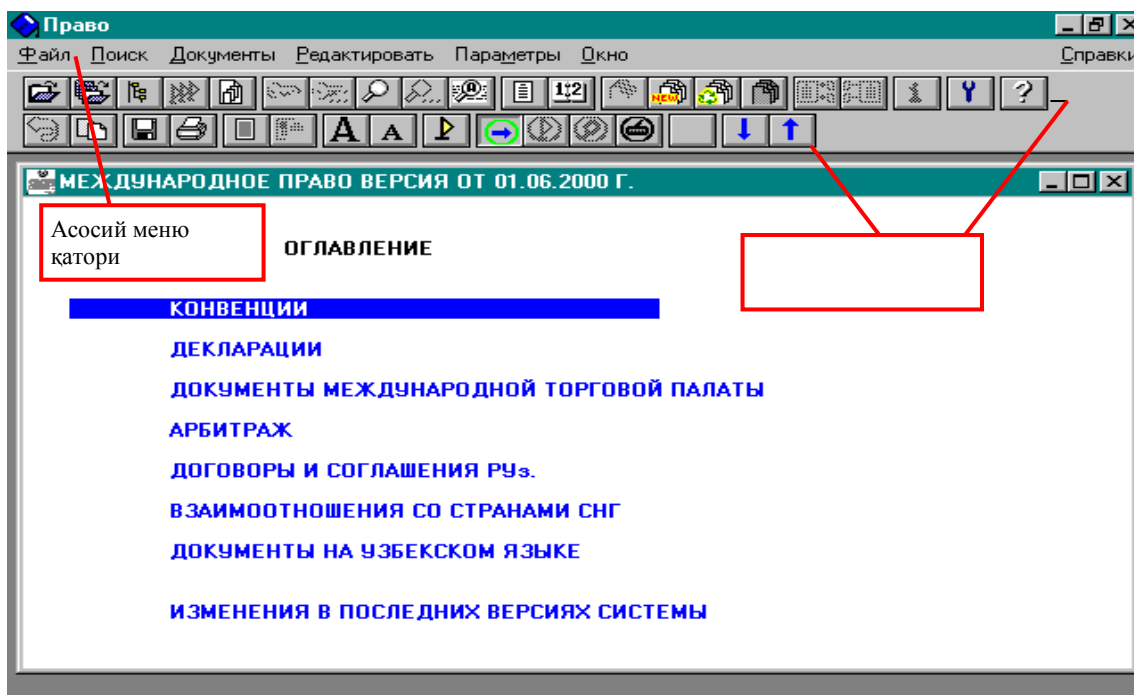 Право
Файл Поиск Документы Редактировать Параметры Окно Справки
МЕЖДУНАРОДНОЕ ПРАВО ВЕРСИЯ ОТ 01.06.2000 Г.
Асосий меню
қатори
ОГЛАВЛЕНИЕ
КОНВЕНЦИИ
ДЕКЛАРАЦИИ
ДОКУМЕНТЫ МЕЖДУНАРОДНОЙ ТОРГОВОЙ ПАЛАТЫ
АРБИТРАЖ
ДОГОВОРЫ И СОГЛАШЕНИЯ РУз.
ВЗАИМООТНОШЕНИЯ СО СТРАНАМИ СНГ
ДОКУМЕНТЫ НА УЗБЕКСКОМ ЯЗЫКЕ
ИЗМЕНЕНИЯ В ПОСЛЕДНИХ ВЕРСИЯХ СИСТЕМЫ